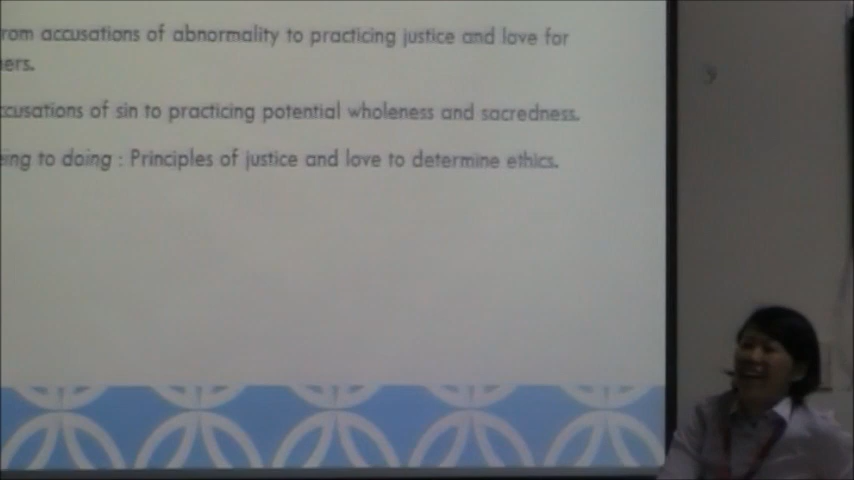 rom accusations of abnormality to practicing justice and love for
ers.
ccusations of sin to practicing potential wholeness and sacredness.
ing to doing : Principles of justice and love to determine ethics.